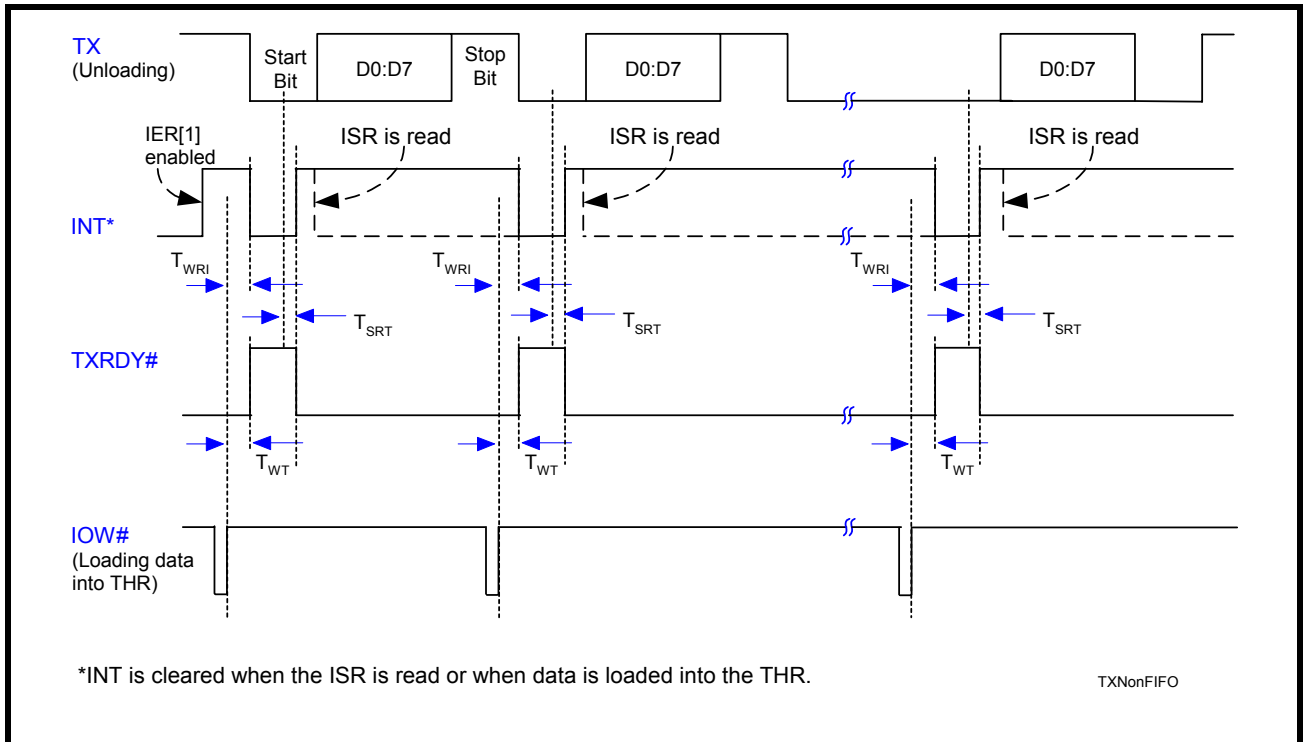 TX
(Unloading)
Start
Bit
D0:D7
Stop
Bit
D0:D7
D0:D7
IER[1]
enabled
ISR is read
ISR is read
ISR is read
INT*
TWRI
TWRI
TWRI
TSRT
TSRT
TSRT
TXRDY#
TWT
TWT
TWT
IOW#
(Loading data
into THR)
*INT is cleared when the ISR is read or when data is loaded into the THR.
TXNonFIFO